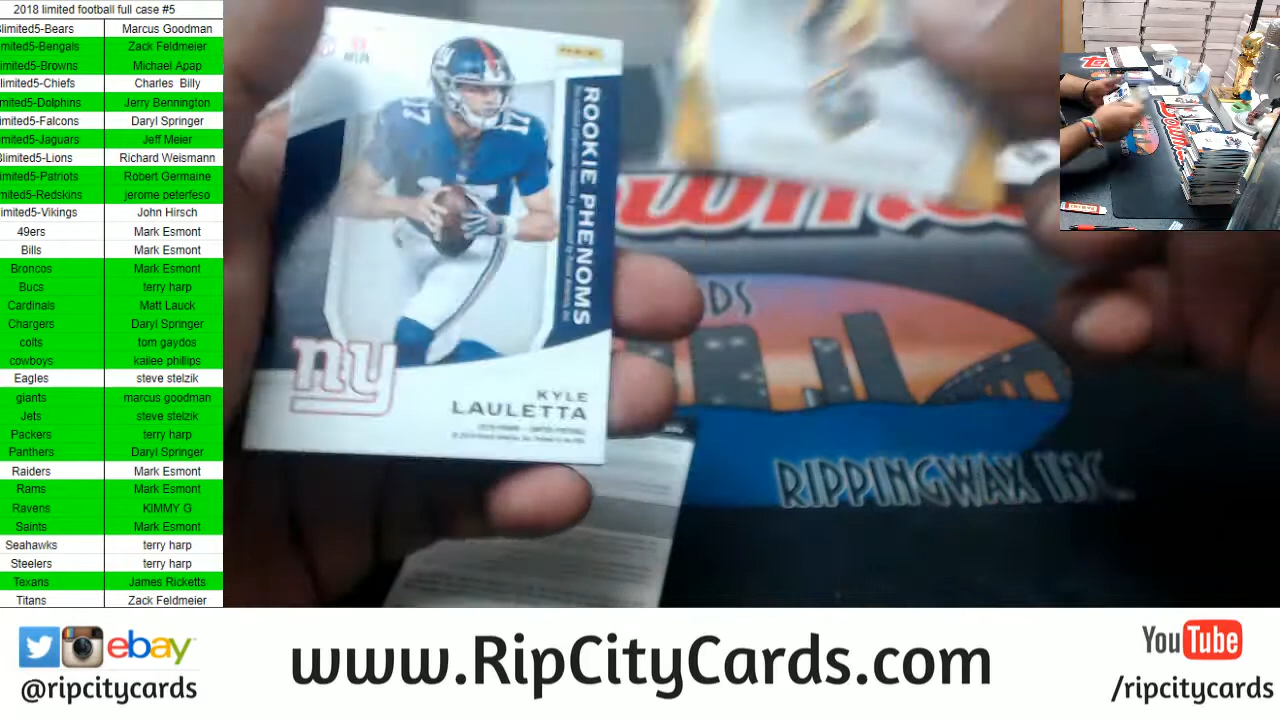 2018 limited football full case #5
limited5-Bears Marcus Goodman
imited5-Bengals Zack Feldmeier
imited5-Browns Michael Apap
limited5-Chiefs Charles Billy
imited5-Dolphins Jerry Bennington
imited5-Falcons Daryl Springer
mited5-Jaguars Jeff Meier
limited5-Lions Richard Weismann
imited5-Patriots Robert Germaine
mited5-Redskins jerome peterfeso
imited5-Vikings John Hirsch
49ers Mark Esmont
Bills Mark Esmont
Broncos Mark Esmont
Bucs terry harp
Cardinals Matt Lauck
Chargers Daryl Springer
colts tom gaydos
cowboys kailee phillips
Eagles steve stelzik
giants marcus goodman
Jets steve stelzik
Packers terry harp
Panthers Daryl Springer
Raiders Mark Esmont
Rams Mark Esmont
Ravens KIMMY G
Saints Mark Esmont
Seahawks terry harp
Steelers terry harp
Texans James Ricketts
Titans Zack Feldmeier
PANINI
17 17
ROOKIE PHENOMS
ny
KYLE
LAULETTA
DS
RIPPINGWAX INC.
ebay
@ripcitycards
www.RipCityCards.com
YouTube
/ripcitycards